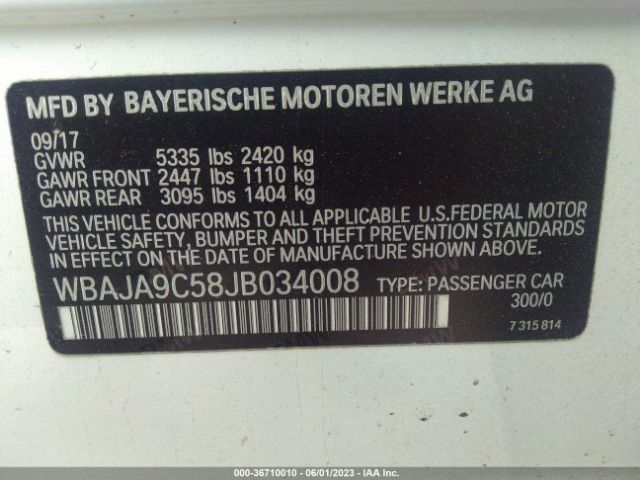 MFD BY BAYERISCHE MOTOREN WERKE AG
09/17
GVWR 5335 lbs 2420 kg
GAWR FRONT 2447 lbs 1110 kg
GAWR REAR 3095 lbs 1404 kg
THIS VEHICLE CONFORMS TO ALL APPLICABLE U.S.FEDERAL MOTOR
VEHICLE SAFETY, BUMPER AND THEFT PREVENTION STANDARDS
IN EFFECT ON THE DATE OF MANUFACTURE SHOWN ABOVE.
WBAJA9C58JB034008 TYPE: PASSENGER CAR
300/0
7 315 814
000-36710010 - 06/01/2023 - IAA Inc.